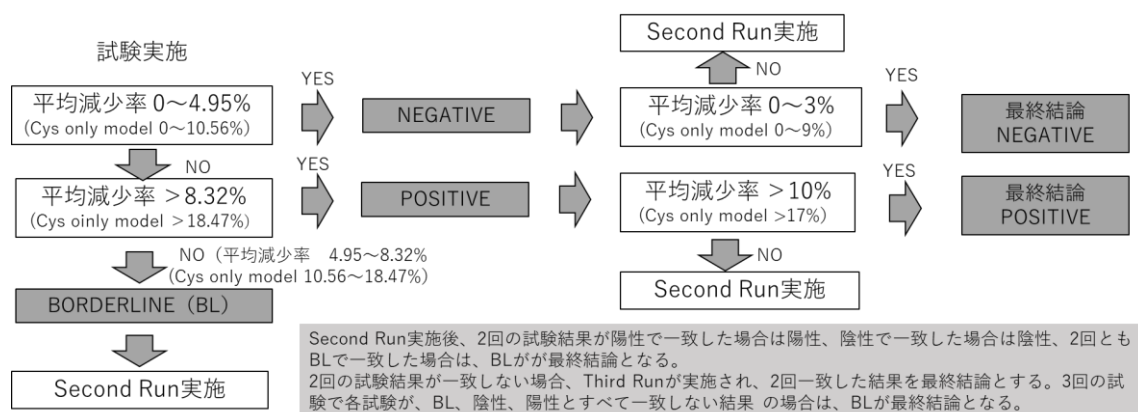 試験実施
平均減少率 0～4.95%
(Cys only model 0～10.56%)
YES
NEGATIVE
Second Run実施
NO
平均減少率 0～3%
(Cys only model 0～9%)
YES
最終結論
NEGATIVE
NO
平均減少率 >8.32%
(Cys oinly model >18.47%)
YES
POSITIVE
平均減少率 >10%
(Cys only model >17%)
YES
最終結論
POSITIVE
NO
Second Run実施
NO（平均減少率　4.95～8.32%
(Cys only model 10.56～18.47%)
BORDERLINE（BL）
Second Run実施
Second Run実施後、2回の試験結果が陽性で一致した場合は陽性、陰性で一致した場合は陰性、2回とも
BLで一致した場合は、BLがが最終結論となる。
2回の試験結果が一致しない場合、Third Runが実施され、2回一致した結果を最終結論とする。3回の試
験で各試験が、BL、陰性、陽性とすべて一致しない結果 の場合は、BLが最終結論となる。